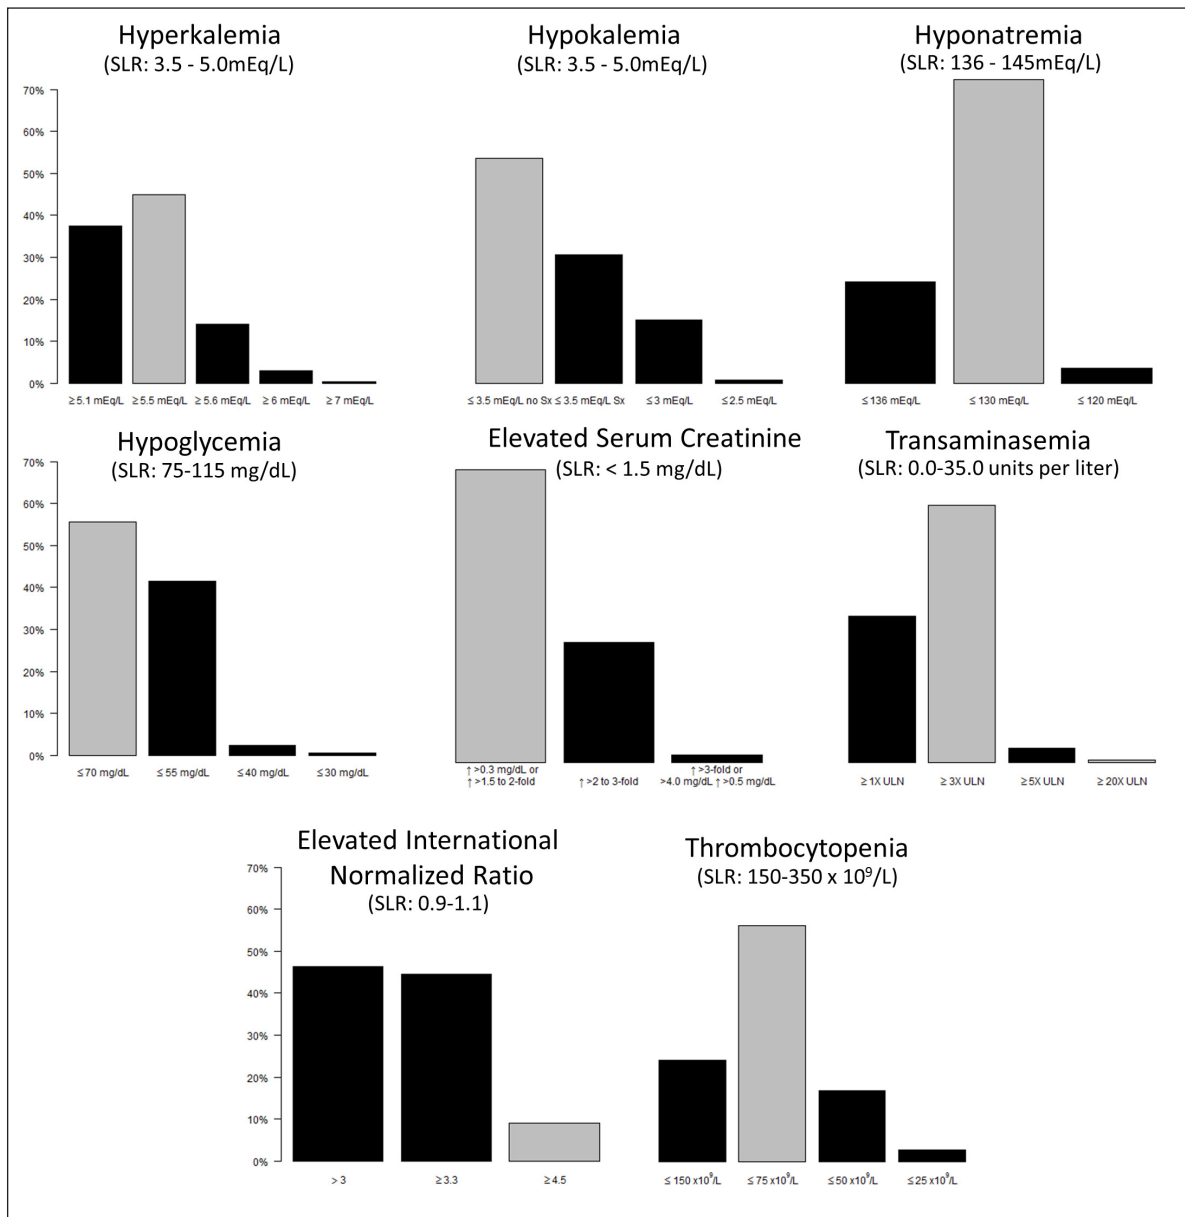 Hyperkalemia
(SLR: 3.5 - 5.0mEq/L)
Hypokalemia
(SLR: 3.5 - 5.0mEq/L)
Hyponatremia
(SLR: 136 - 145mEq/L)
70%
60%
50%
40%
30%
20%
10%
0%
≥ 5.1 mEq/L
≥ 5.5 mEq/L
≥ 5.6 mEq/L
≥ 6 mEq/L
≥ 7 mEq/L
≤ 3.5 mEq/L no Sx
≤ 3.5 mEq/L Sx
≤ 3 mEq/L
≤ 2.5 mEq/L
≤ 136 mEq/L
≤ 130 mEq/L
≤ 120 mEq/L
Hypoglycemia
(SLR: 75-115 mg/dL)
Elevated Serum Creatinine
(SLR: < 1.5 mg/dL)
Transaminasemia
(SLR: 0.0-35.0 units per liter)
70%
60%
50%
40%
30%
20%
10%
0%
≤ 70 mg/dL
≤ 55 mg/dL
≤ 40 mg/dL
≤ 30 mg/dL
↑ >0.3 mg/dL or
↑ >1.5 to 2-fold
↑ >2 to 3-fold
↑ >3-fold or
>4.0 mg/dL ↑ >0.5 mg/dL
≥ 1X ULN
≥ 3X ULN
≥ 5X ULN
≥ 20X ULN
Elevated International
Normalized Ratio
(SLR: 0.9-1.1)
Thrombocytopenia
(SLR: 150-350 x 10⁹/L)
70%
60%
50%
40%
30%
20%
10%
0%
> 3
≥ 3.3
≥ 4.5
≤ 150 x10⁹/L
≤ 75 x10⁹/L
≤ 50 x10⁹/L
≤ 25 x10⁹/L